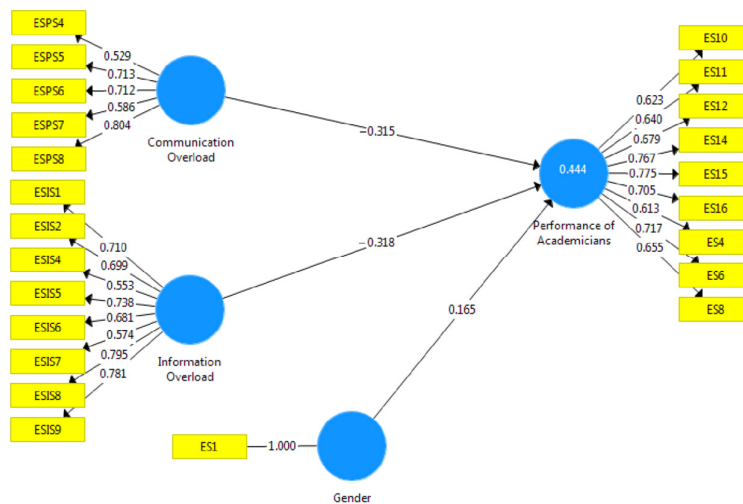 ESPS4
ESPS5
ESPS6
ESPS7
ESPS8
0.529
0.713
0.712
0.586
0.804
Communication
Overload
ESIS1
ESIS2
ESIS4
ESIS5
ESIS6
ESIS7
ESIS8
ESIS9
0.710
0.699
0.553
0.738
0.681
0.574
0.795
0.781
Information
Overload
ES1
1.000
Gender
-0.315
-0.318
0.165
0.444
Performance of
Academicians
0.623
0.640
0.679
0.767
0.775
0.705
0.613
0.717
0.655
ES10
ES11
ES12
ES14
ES15
ES16
ES4
ES6
ES8